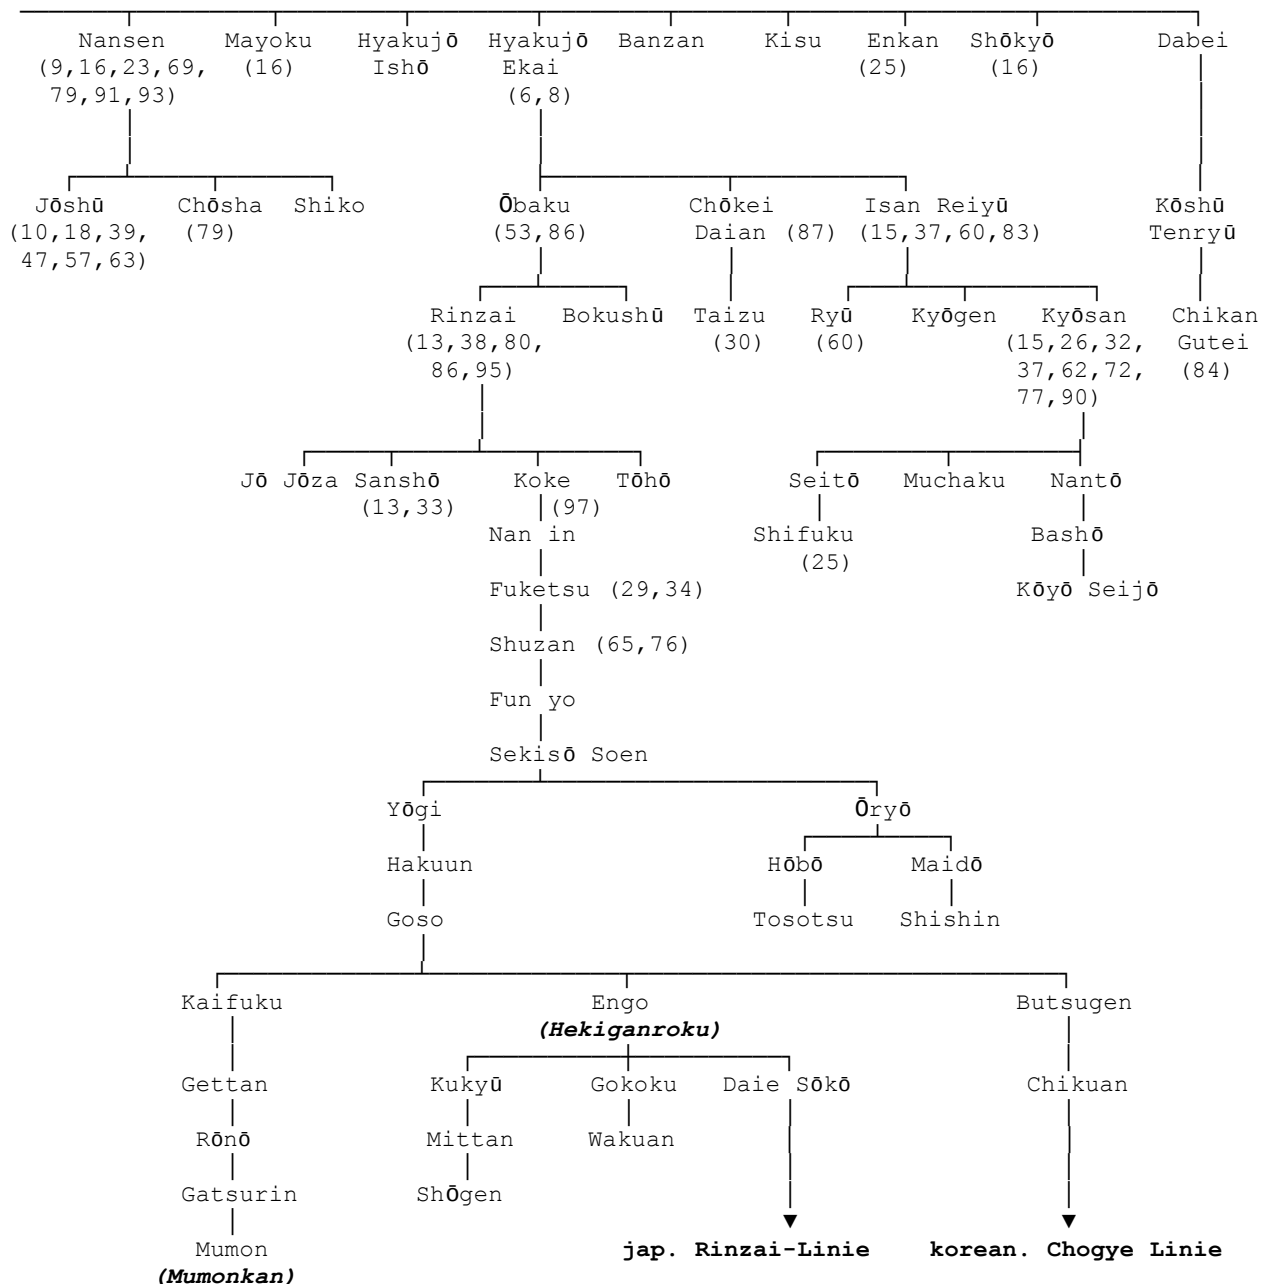 Nansen Mayoku Hyakujō Hyakujō Banzan Kisu Enkan Shōkyō Dabei
(9,16,23,69, (16) Ishō Ekai (25) (16)
79,91,93) (6,8)
Jōshū Chōsha Shiko Ōbaku Chōkei Isan Reiyū Kōshū
(10,18,39, (79) (53,86) Daian (87) (15,37,60,83) Tenryū
47,57,63)
Rinzai Bokushū Taizu Ryū Kyōgen Kyōsan Chikan
(13,38,80, (30) (60) (15,26,32, Gutei
86,95) 37,62,72, (84)
77,90)
Jō Jōza Sanshō Koke Tōhō Seitō Muchaku Nantō
(13,33) (97)
Nan in Shifuku Bashō
(25)
Fuketsu (29,34) Kōyō Seijō
Shuzan (65,76)
Fun yo
Sekisō Soen
Yōgi Ōryō
Hakuun Hōbō Maidō
Goso Tosotsu Shishin
Kaifuku Engo Butsugen
(Hekiganroku)
Gettan Kukyū Gokoku Daie Sōkō Chikuan
Rōnō Mittan Wakuan
Gatsurin ShŌgen
Mumon jap. Rinzai-Linie korean. Chogye Linie
(Mumonkan)